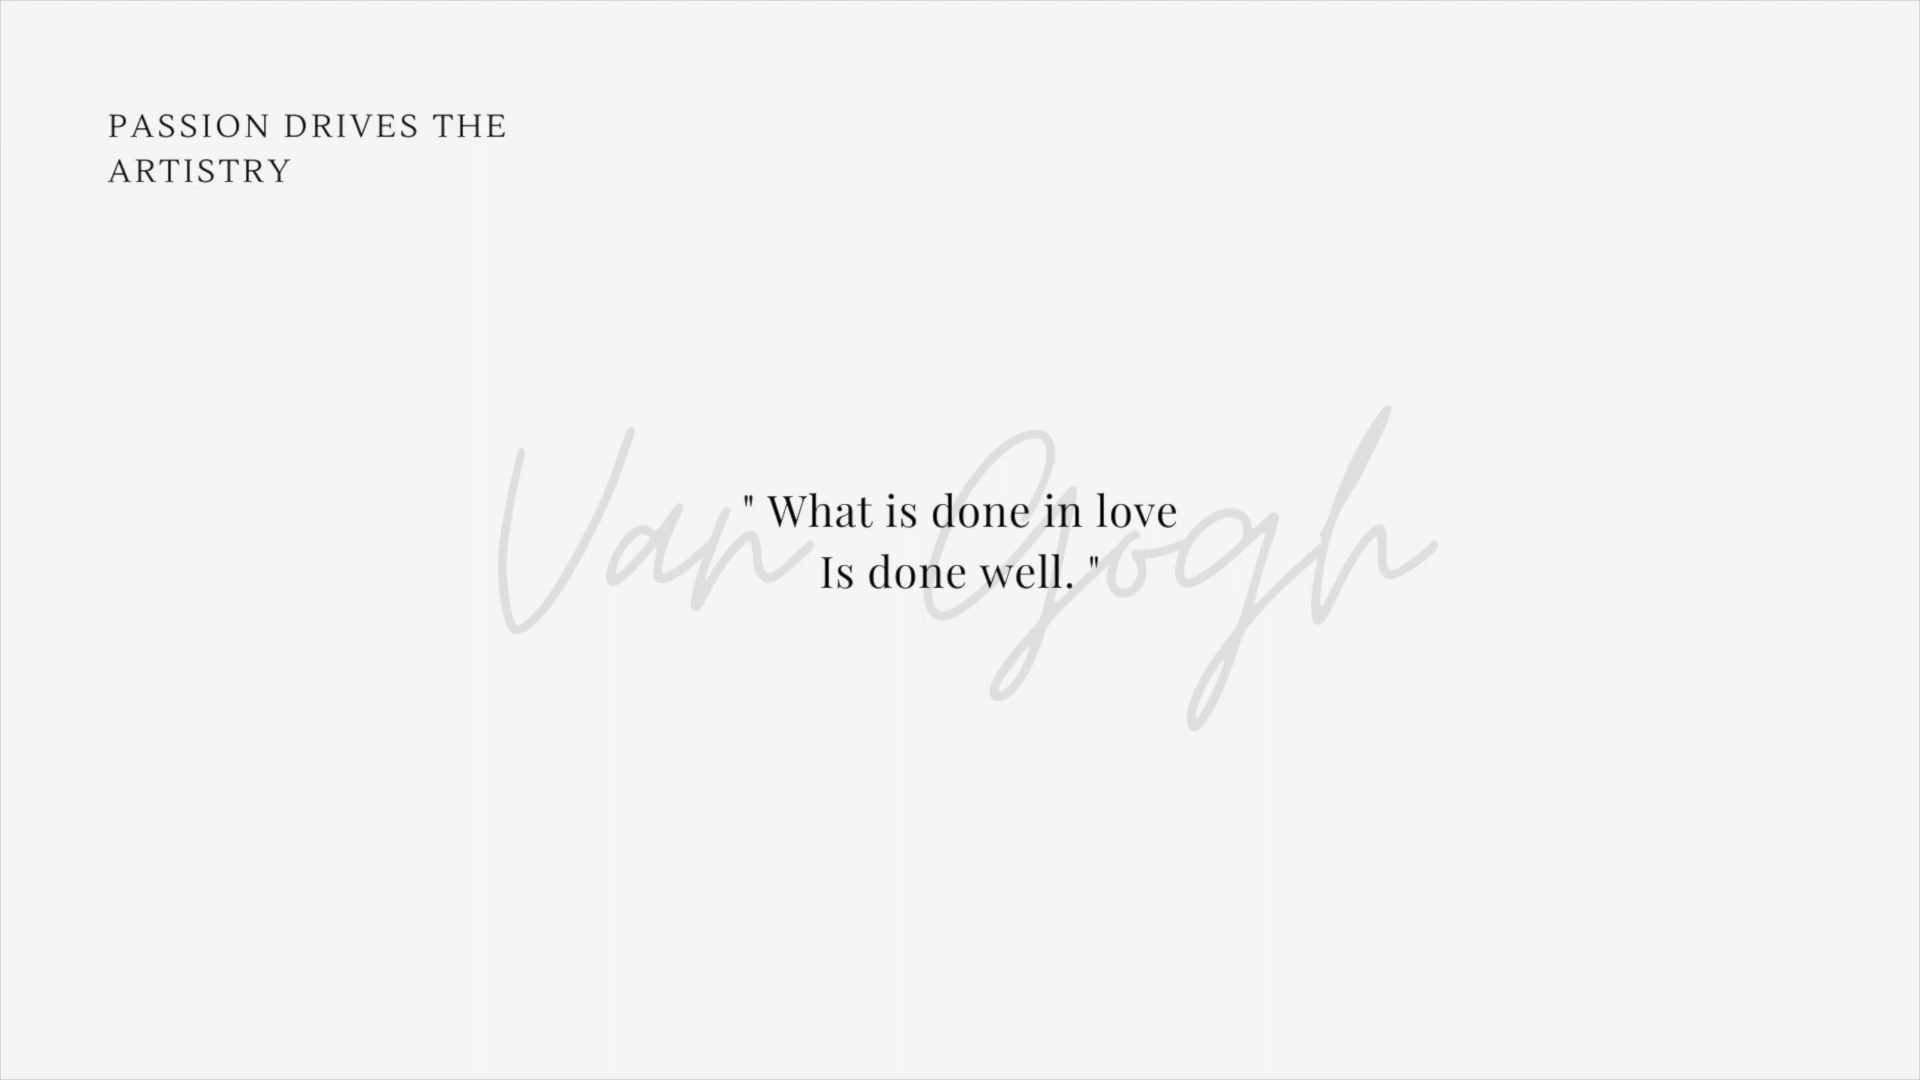 PASSION DRIVES THE
ARTISTRY
Van Gogh
" What is done in love
Is done well. "